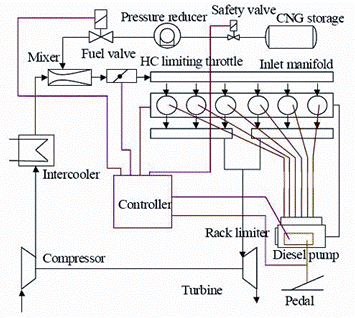 Safety valve
Pressure reducer
CNG storage
Fuel valve
Mixer
HC limiting throttle
Inlet manifold
Intercooler
Controller
Rack limiter
Diesel pump
Compressor
Turbine
Pedal